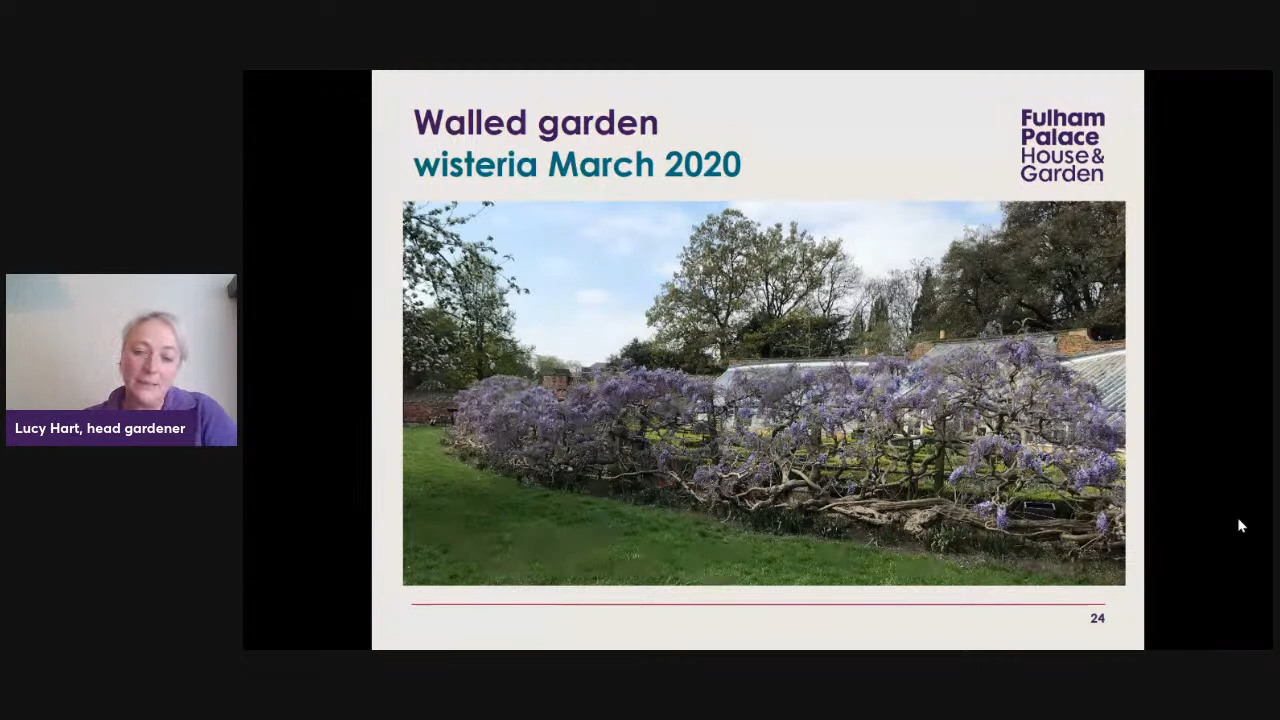 Walled garden
wisteria March 2020
Fulham
Palace
House &
Garden
Lucy Hart, head gardener
24